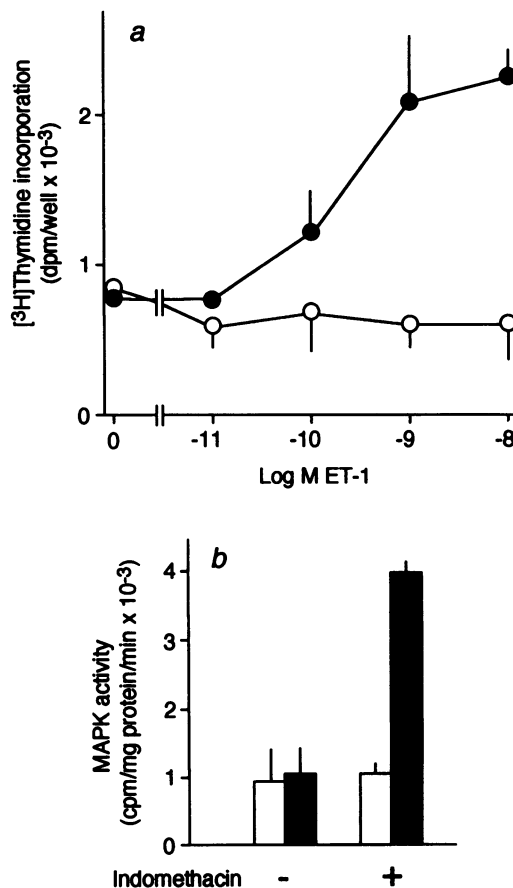 a
[³H]Thymidine incorporation
(dpm/well x 10⁻³)
2
1
0
0 -11 -10 -9 -8
Log M ET-1
b
MAPK activity
(cpm/mg protein/min x 10⁻³)
4
3
2
1
0
Indomethacin - +